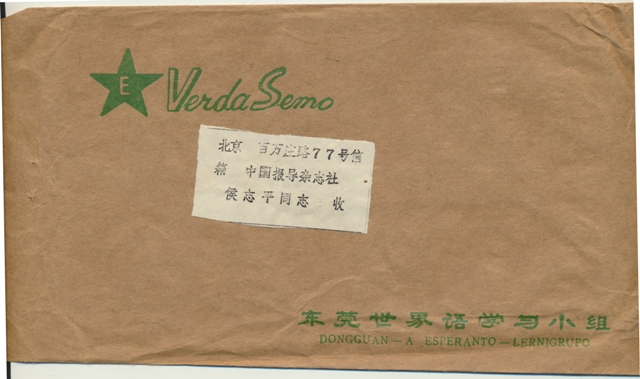 E
Verda Semo
北京 百万庄路77号信
箱 中国报导杂志社
侯志平同志 收
东莞世界语学习小组
DONGGUAN—A ESPERANTO—LERNIGRUPO